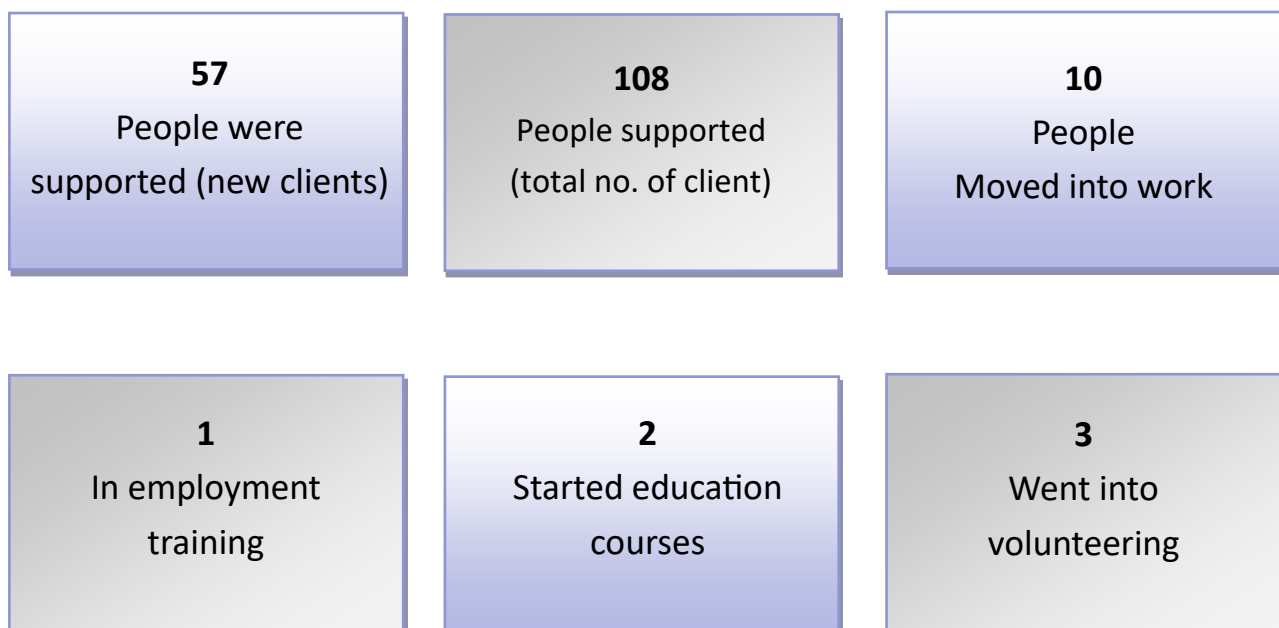 57
People were
supported (new clients)
108
People supported
(total no. of client)
10
People
Moved into work
1
In employment
training
2
Started education
courses
3
Went into
volunteering